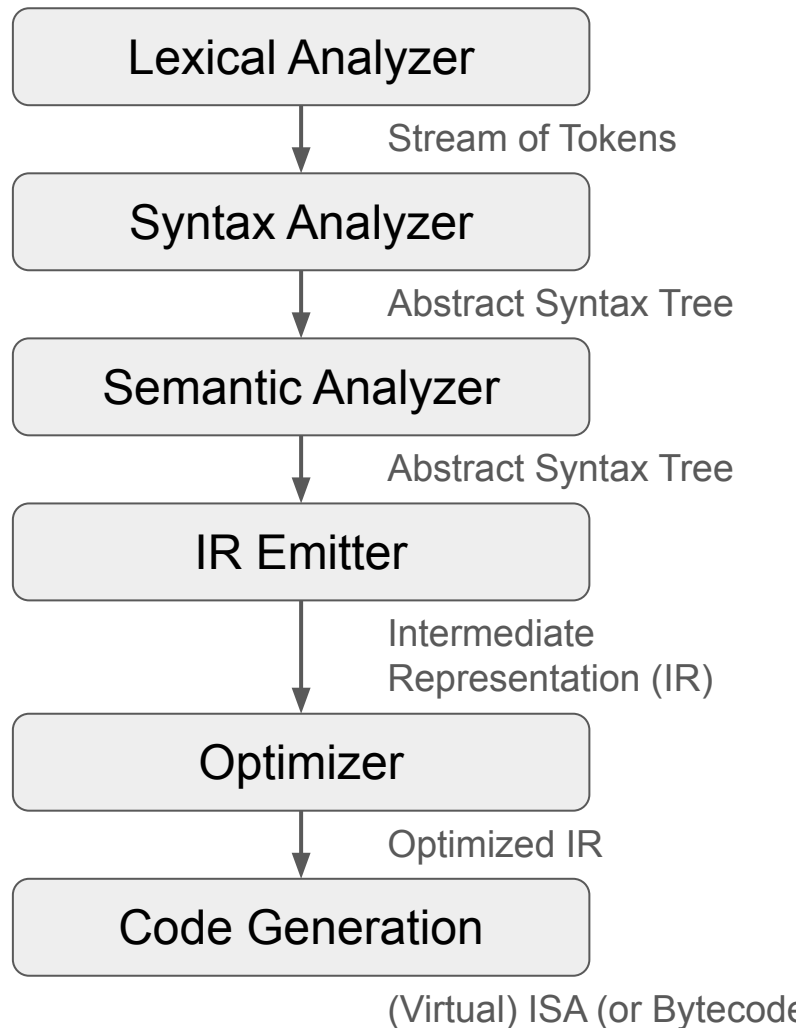 Lexical Analyzer
Stream of Tokens
Syntax Analyzer
Abstract Syntax Tree
Semantic Analyzer
Abstract Syntax Tree
IR Emitter
Intermediate
Representation (IR)
Optimizer
Optimized IR
Code Generation
(Virtual) ISA (or Bytecode